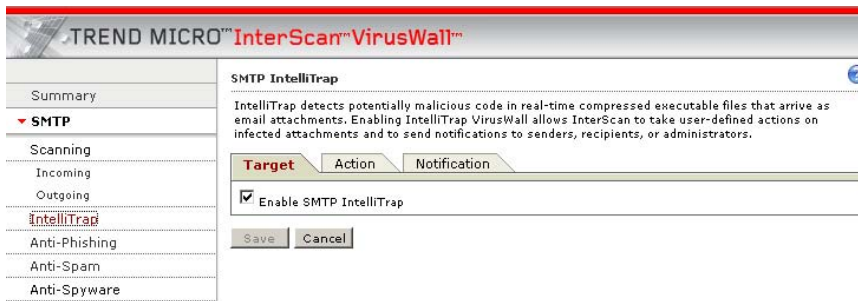 TREND MICRO™ InterScan™ VirusWall™
Summary
SMTP
Scanning
Incoming
Outgoing
IntelliTrap
Anti-Phishing
Anti-Spam
Anti-Spyware
SMTP IntelliTrap
IntelliTrap detects potentially malicious code in real-time compressed executable files that arrive as
email attachments. Enabling IntelliTrap VirusWall allows InterScan to take user-defined actions on
infected attachments and to send notifications to senders, recipients, or administrators.
Target Action Notification
Enable SMTP IntelliTrap
Save Cancel